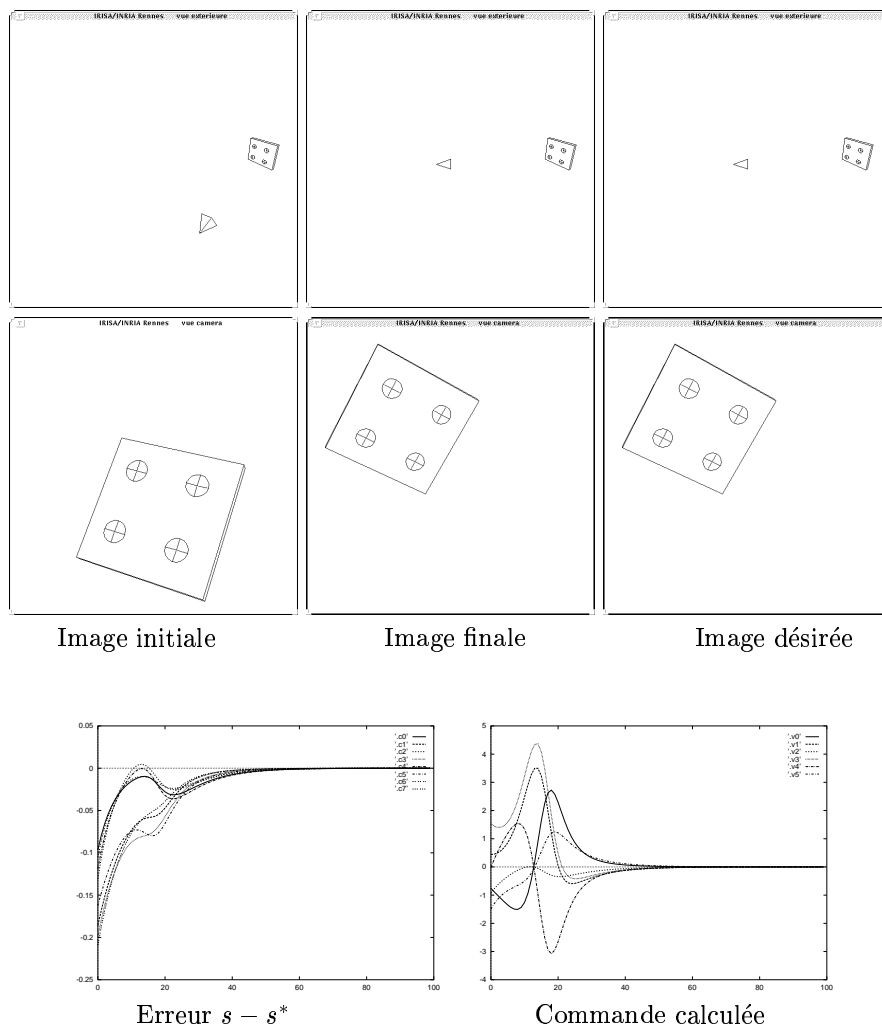 IRISA/INRIA Rennes vue exterieure
IRISA/INRIA Rennes vue exterieure
IRISA/INRIA Rennes vue exterieure
IRISA/INRIA Rennes vue camera
IRISA/INRIA Rennes vue camera
IRISA/INRIA Rennes vue camera
Image initiale
Image finale
Image désirée
0.05
0
-0.05
-0.1
-0.15
-0.2
-0.25
0 20 40 60 80 100
'.c0'
'.c1'
'.c2'
'.c3'
'.c4'
'.c5'
'.c6'
'.c7'
Erreur s − s*
5
4
3
2
1
0
-1
-2
-3
-4
0 20 40 60 80 100
'.v0'
'.v1'
'.v2'
'.v3'
'.v4'
'.v5'
Commande calculée